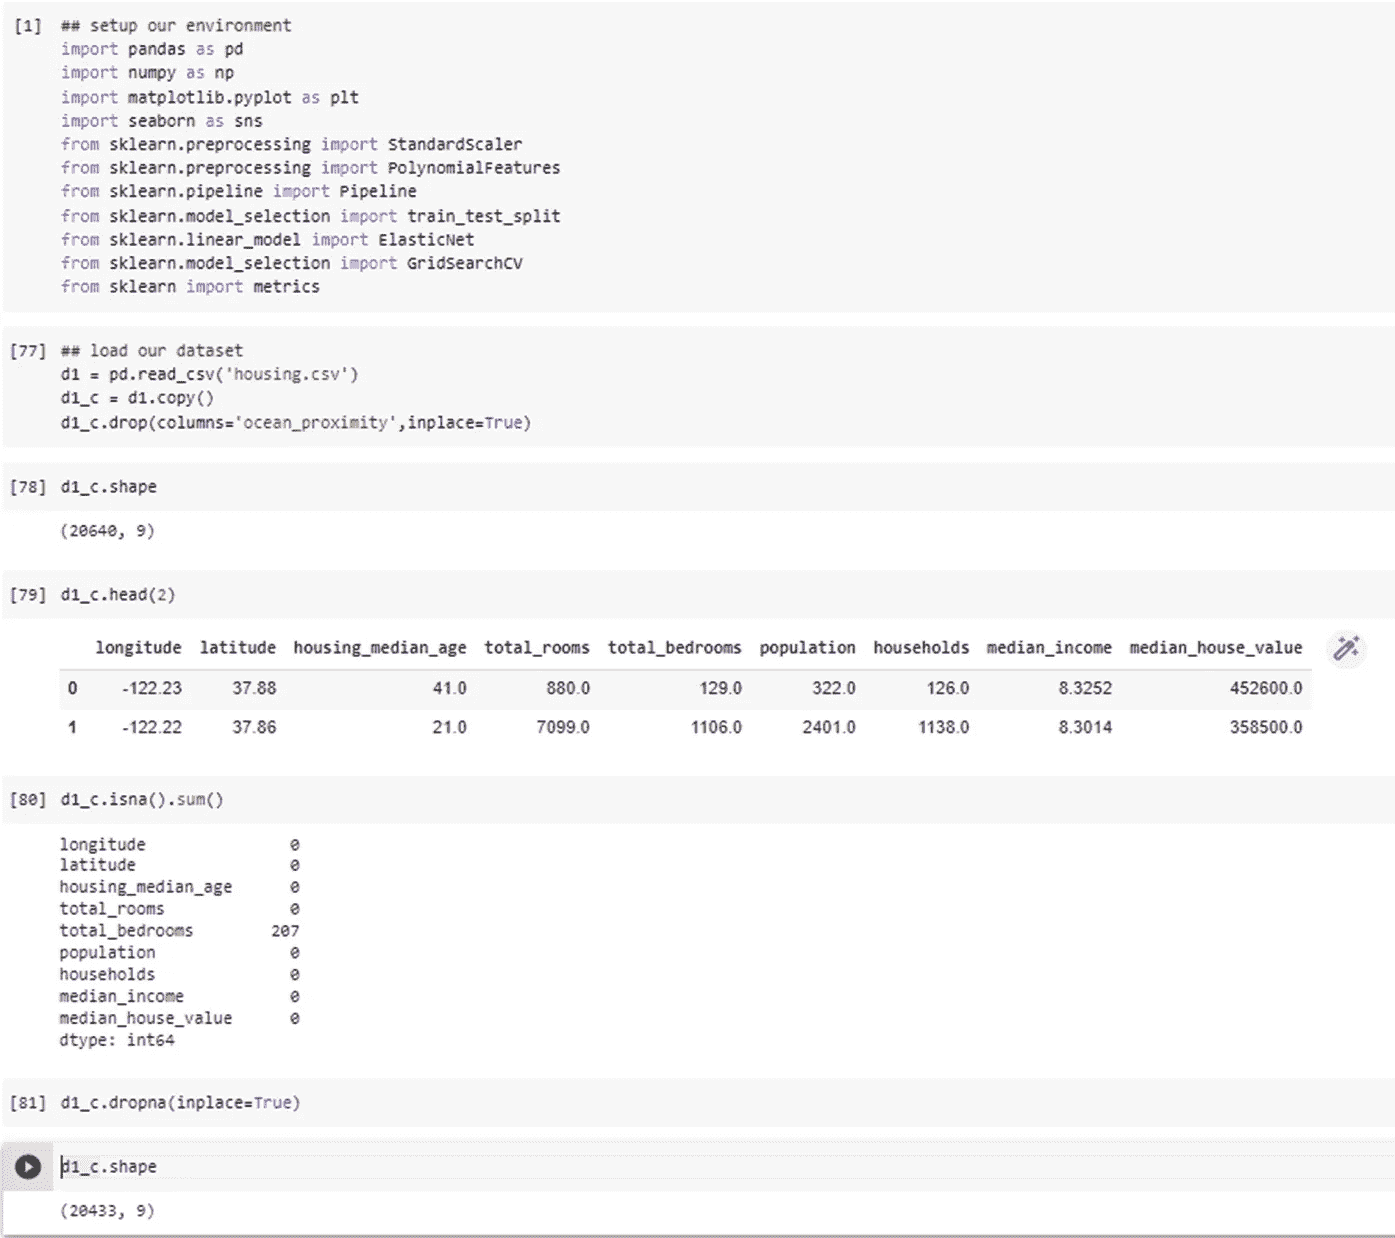 [1] ## setup our environment
import pandas as pd
import numpy as np
import matplotlib.pyplot as plt
import seaborn as sns
from sklearn.preprocessing import StandardScaler
from sklearn.preprocessing import PolynomialFeatures
from sklearn.pipeline import Pipeline
from sklearn.model_selection import train_test_split
from sklearn.linear_model import ElasticNet
from sklearn.model_selection import GridSearchCV
from sklearn import metrics
[77] ## load our dataset
d1 = pd.read_csv('housing.csv')
d1_c = d1.copy()
d1_c.drop(columns='ocean_proximity',inplace=True)
[78] d1_c.shape
(20640, 9)
[79] d1_c.head(2)
longitude latitude housing_median_age total_rooms total_bedrooms population households median_income median_house_value
0 -122.23 37.88 41.0 880.0 129.0 322.0 126.0 8.3252 452600.0
1 -122.22 37.86 21.0 7099.0 1106.0 2401.0 1138.0 8.3014 358500.0
[80] d1_c.isna().sum()
longitude 0
latitude 0
housing_median_age 0
total_rooms 0
total_bedrooms 207
population 0
households 0
median_income 0
median_house_value 0
dtype: int64
[81] d1_c.dropna(inplace=True)
d1_c.shape
(20433, 9)